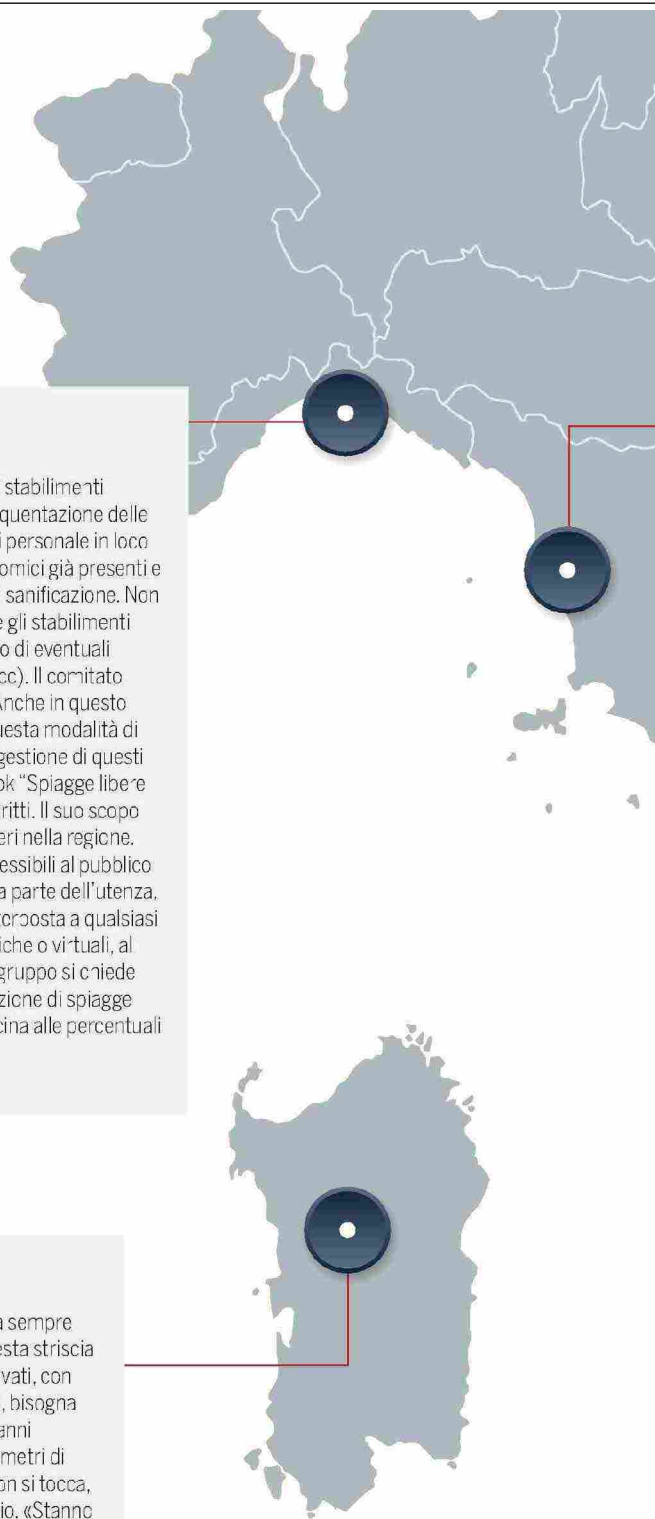 stabilimenti
quentazione delle
i personale in loco
omici già presenti e
sanificazione. Non
e gli stabilimenti
o di eventuali
cc). Il comitato
Anche in questo
uesta modalità di
gestione di questi
ok “Spiagge libere
ritti. Il suo scopo
eri nella regione.
essibili al pubblico
a parte dell’utenza,
terposta a qualsiasi
iche o virtuali, al
gruppo si chiede
zione di spiagge
cina alle percentuali
a sempre
esta striscia
vati, con
, bisogna
anni
metri di
on si tocca,
io. «Stanno